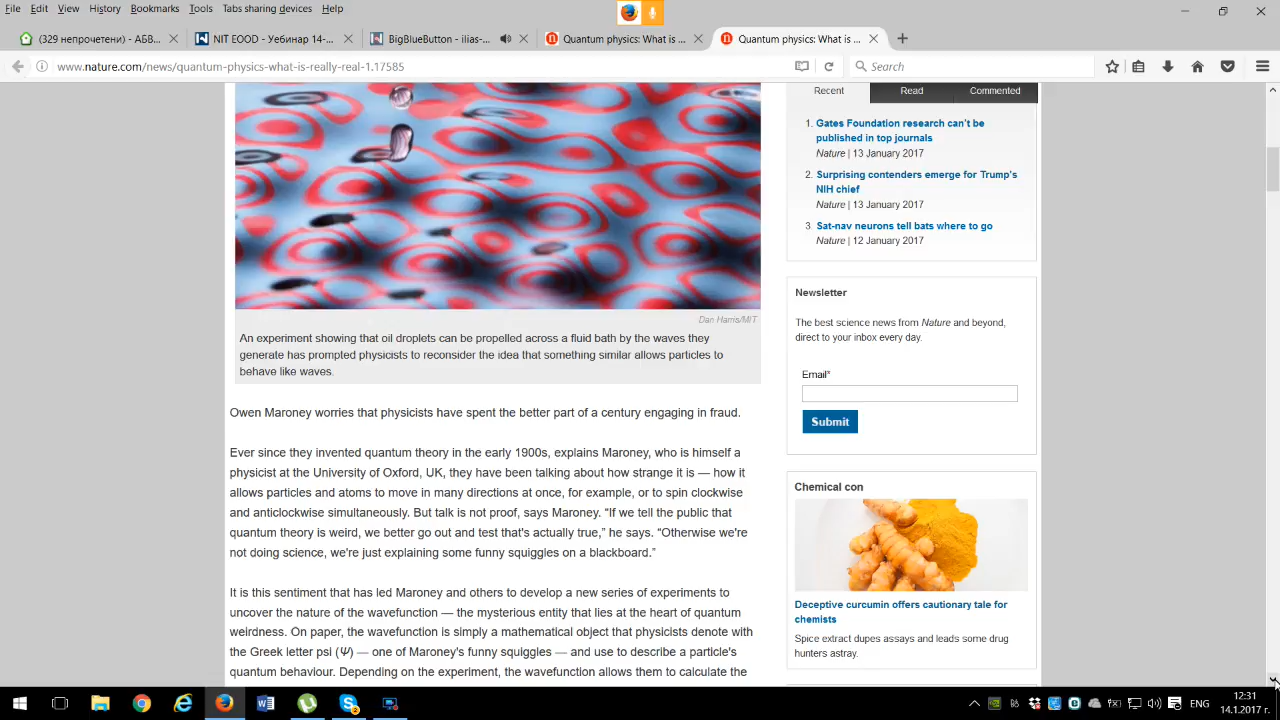 File Edit View History Bookmarks Tools Tabs sharing devices Help
(329 непрочетени) - АБВ...
NIT EOOD - Уебинар 14-...
BigBlueButton - ilias-...
Quantum physics: What is ...
Quantum physics: What is ...
www.nature.com/news/quantum-physics-what-is-really-real-1.17585
Search
Dan Harris/MIT
An experiment showing that oil droplets can be propelled across a fluid bath by the waves they
generate has prompted physicists to reconsider the idea that something similar allows particles to
behave like waves.
Owen Maroney worries that physicists have spent the better part of a century engaging in fraud.
Ever since they invented quantum theory in the early 1900s, explains Maroney, who is himself a
physicist at the University of Oxford, UK, they have been talking about how strange it is — how it
allows particles and atoms to move in many directions at once, for example, or to spin clockwise
and anticlockwise simultaneously. But talk is not proof, says Maroney. “If we tell the public that
quantum theory is weird, we better go out and test that's actually true,” he says. “Otherwise we're
not doing science, we're just explaining some funny squiggles on a blackboard.”
It is this sentiment that has led Maroney and others to develop a new series of experiments to
uncover the nature of the wavefunction — the mysterious entity that lies at the heart of quantum
weirdness. On paper, the wavefunction is simply a mathematical object that physicists denote with
the Greek letter psi (Ψ) — one of Maroney's funny squiggles — and use to describe a particle's
quantum behaviour. Depending on the experiment, the wavefunction allows them to calculate the
Recent Read Commented
1. Gates Foundation research can’t be
published in top journals
Nature | 13 January 2017
2. Surprising contenders emerge for Trump’s
NIH chief
Nature | 13 January 2017
3. Sat-nav neurons tell bats where to go
Nature | 12 January 2017
Newsletter
The best science news from Nature and beyond,
direct to your inbox every day.
Email*
Submit
Chemical con
Deceptive curcumin offers cautionary tale for
chemists
Spice extract dupes assays and leads some drug
hunters astray.
ENG
12:31
14.1.2017 г.